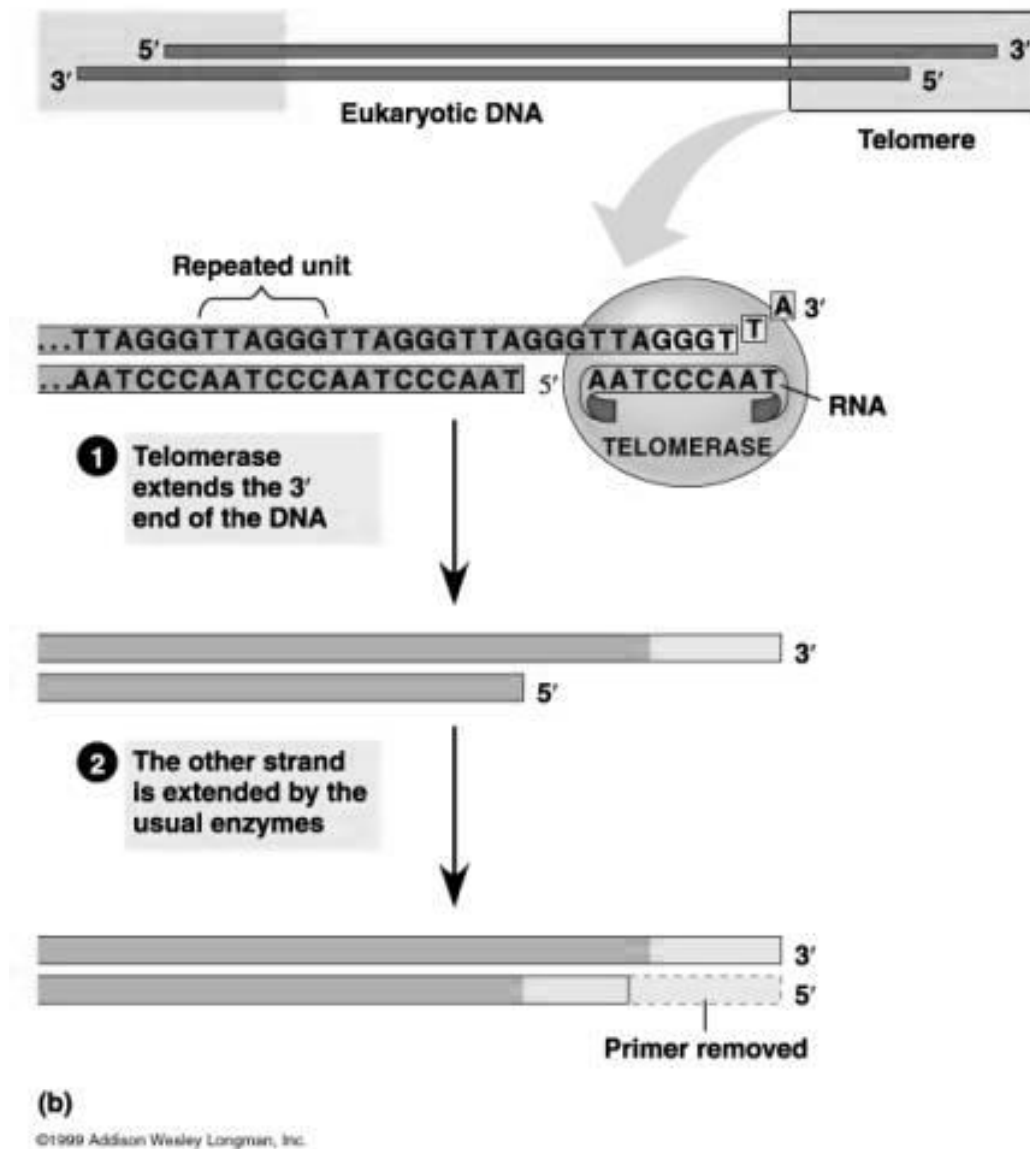 5′ 3′
3′ 5′
Eukaryotic DNA
Telomere
Repeated unit
A 3′
...TTAGGGTTAGGGTTAGGGTTAGGGTTAGGGT T
...AATCCCAATCCCAATCCCAAT 5′ AATCCCAAT
RNA
TELOMERASE
1 Telomerase
extends the 3′
end of the DNA
3′
5′
2 The other strand
is extended by the
usual enzymes
3′
5′
Primer removed
(b)
©1999 Addison Wesley Longman, Inc.